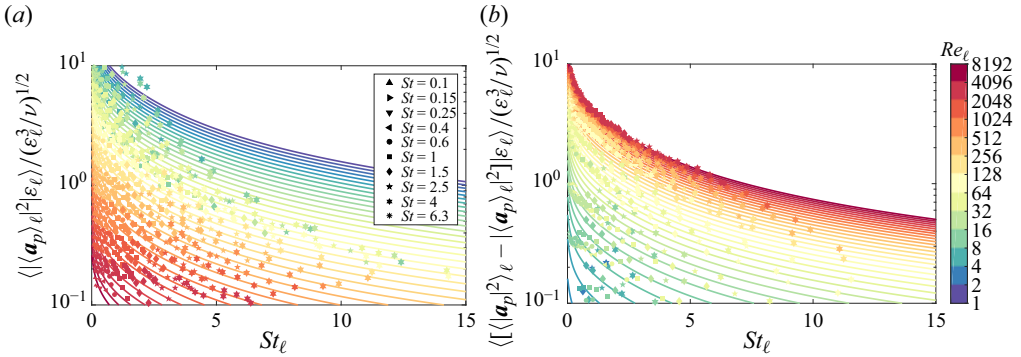 (a)
⟨|⟨a_p⟩_ℓ|^2|ε_ℓ⟩/(ε_ℓ^3/ν)^{1/2}
10^1
10^0
10^{-1}
0
5
10
15
St_ℓ
St = 0.1
St = 0.15
St = 0.25
St = 0.4
St = 0.6
St = 1
St = 1.5
St = 2.5
St = 4
St = 6.3
(b)
⟨[⟨|a_p|^2⟩_ℓ − |⟨a_p⟩_ℓ|^2]|ε_ℓ⟩/(ε_ℓ^3/ν)^{1/2}
10^1
10^0
10^{-1}
0
5
10
15
St_ℓ
Re_ℓ
8192
4096
2048
1024
512
256
128
64
32
16
8
4
2
1